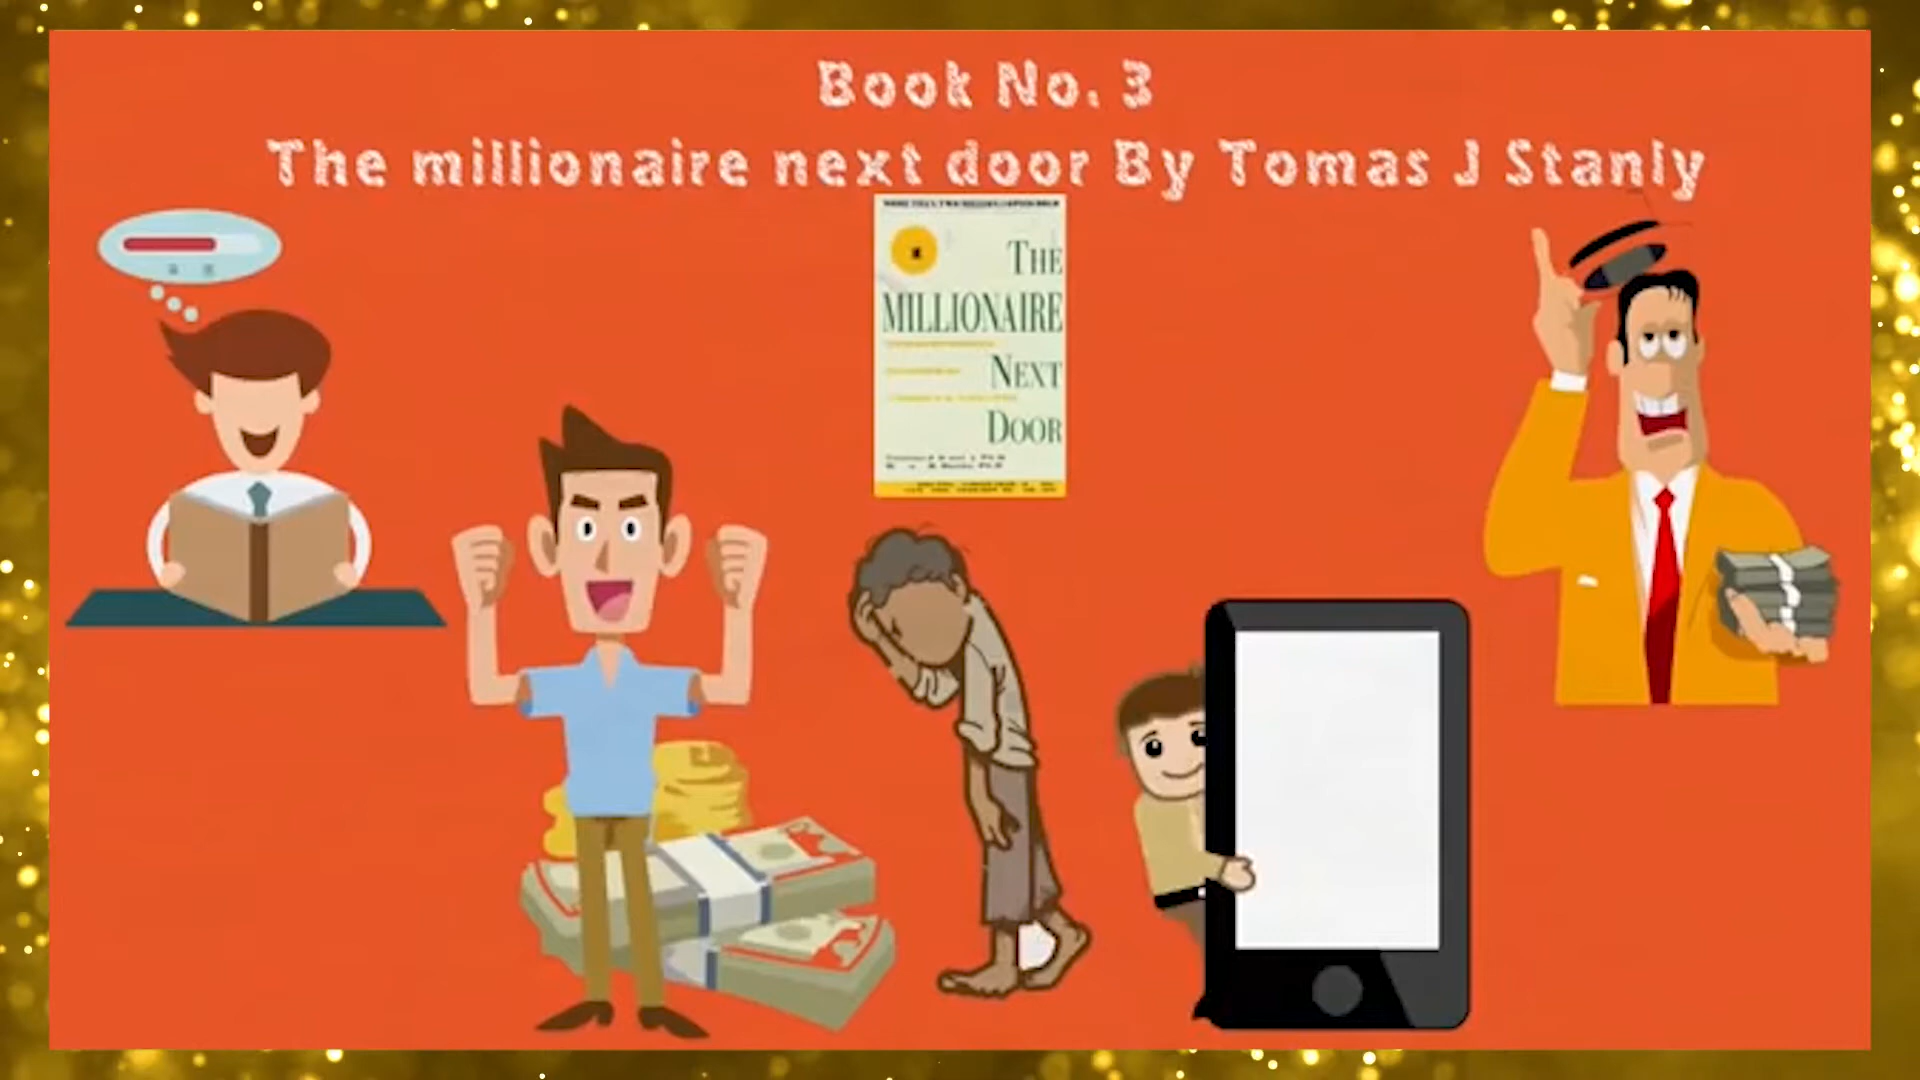 Book No. 3
The millionaire next door By Tomas J Stanly
THE
MILLIONAIRE
NEXT
DOOR